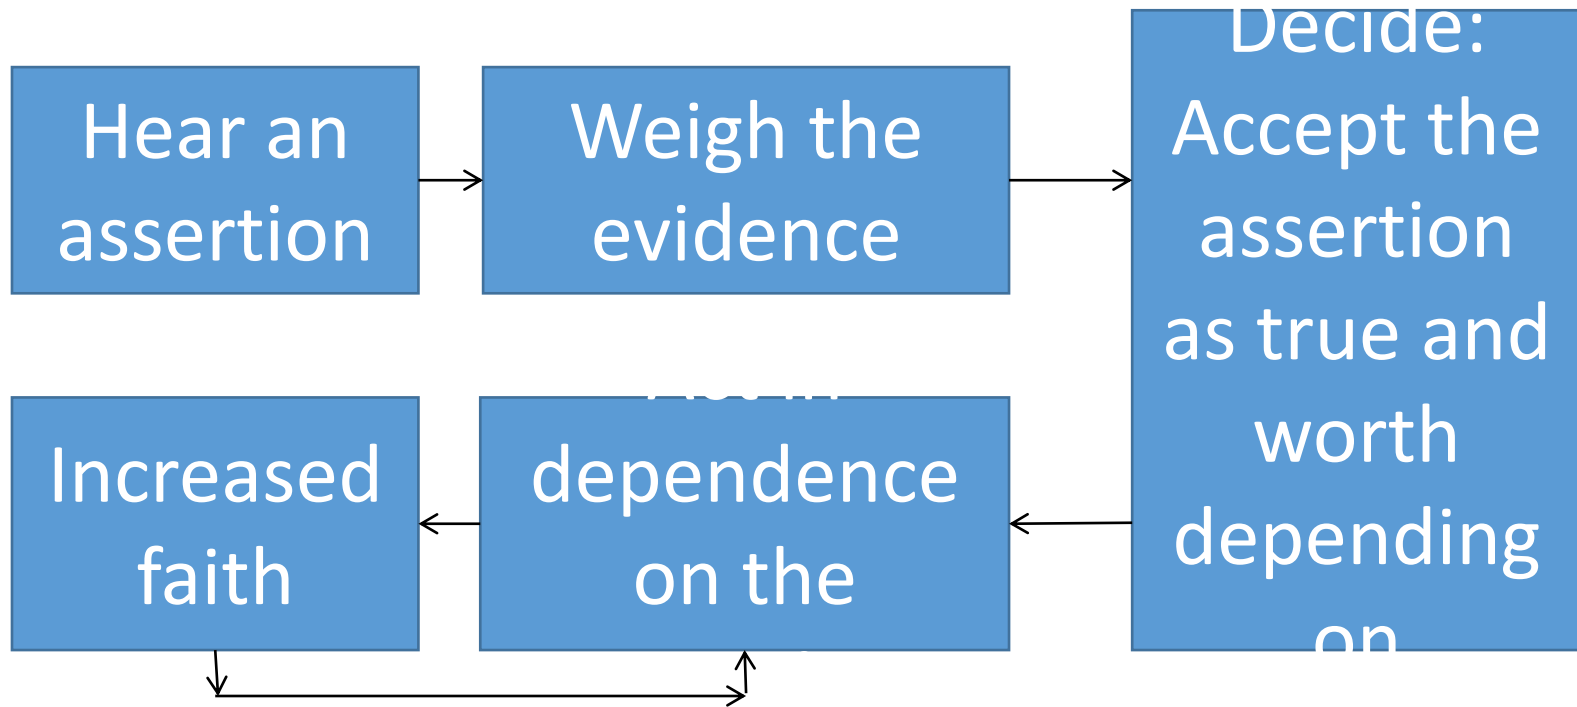 Hear an
assertion
Weigh the
evidence
Decide:
Accept the
assertion
as true and
worth
depending
on
dependence
on the
Increased
faith